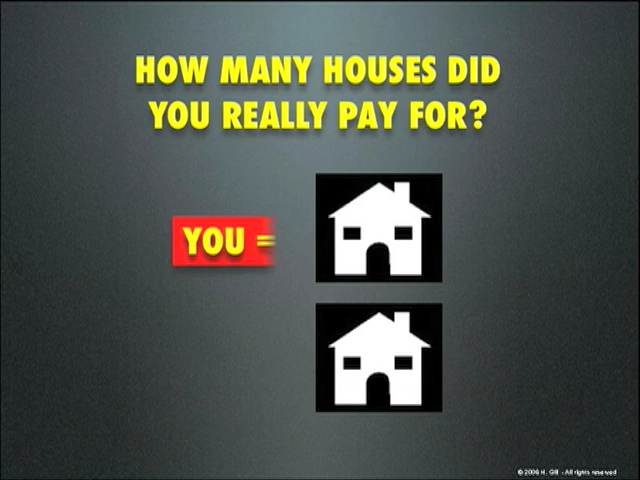 HOW MANY HOUSES DID
YOU REALLY PAY FOR?
YOU =
© 2006 H. Gill - All rights reserved